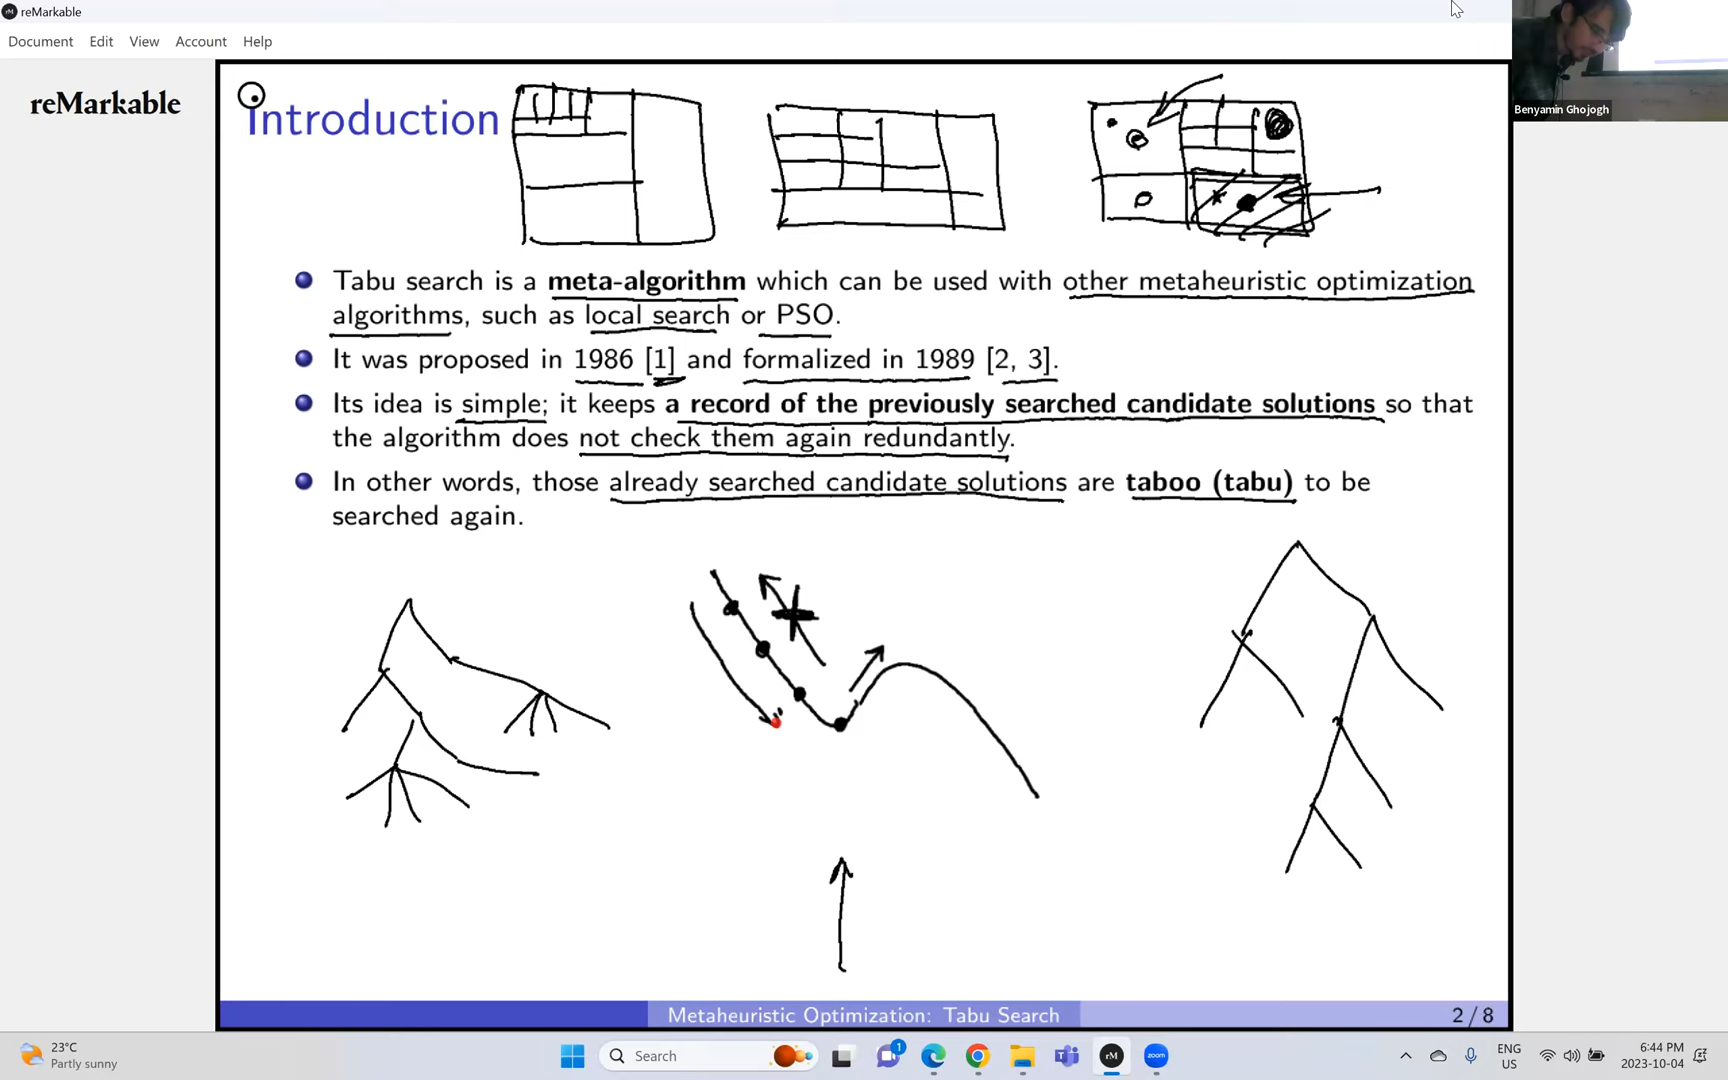 reMarkable
Document Edit View Account Help
reMarkable
Introduction
Benyamin Ghojogh
Tabu search is a meta-algorithm which can be used with other metaheuristic optimization
algorithms, such as local search or PSO.
It was proposed in 1986 [1] and formalized in 1989 [2, 3].
Its idea is simple; it keeps a record of the previously searched candidate solutions so that
the algorithm does not check them again redundantly.
In other words, those already searched candidate solutions are taboo (tabu) to be
searched again.
Metaheuristic Optimization: Tabu Search 2 / 8
23°C
Partly sunny
Search
1
rM
zoom
ENG
US
6:44 PM
2023-10-04